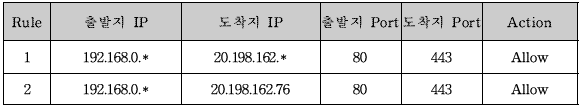 Rule 출발지 IP 도착지 IP 출발지 Port 도착지 Port Action
1 192.168.0.* 20.198.162.* 80 443 Allow
2 192.168.0.* 20.198.162.76 80 443 Allow